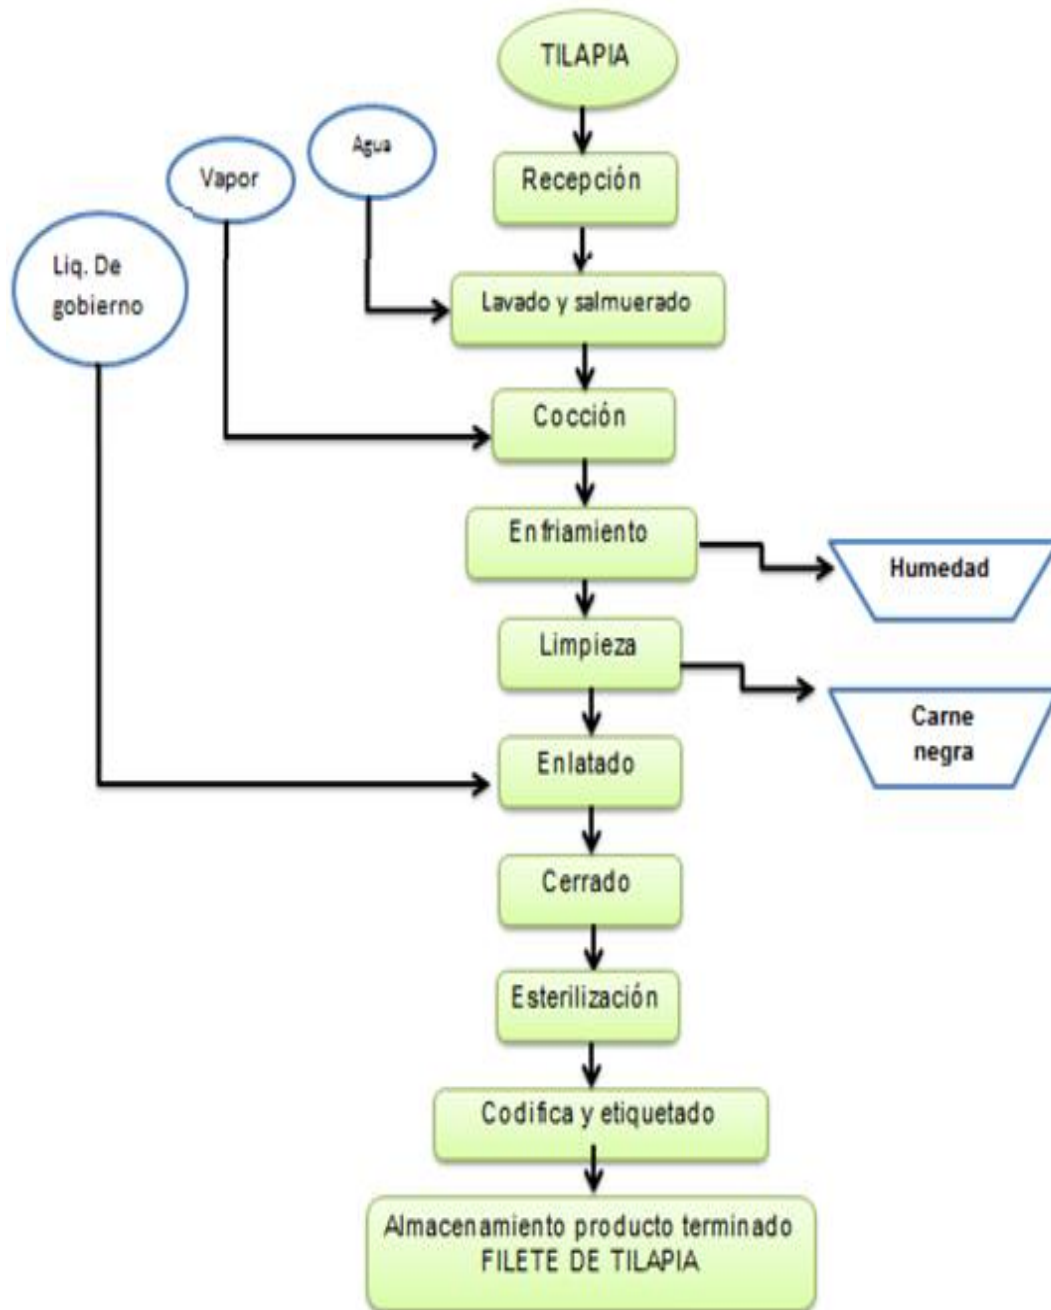 TILAPIA
Agua
Vapor
Recepción
Liq. De
gobierno
Lavado y salmuerado
Cocción
Enfriamiento
Humedad
Limpieza
Carne
negra
Enlatado
Cerrado
Esterilización
Codifica y etiquetado
Almacenamiento producto terminado
FILETE DE TILAPIA